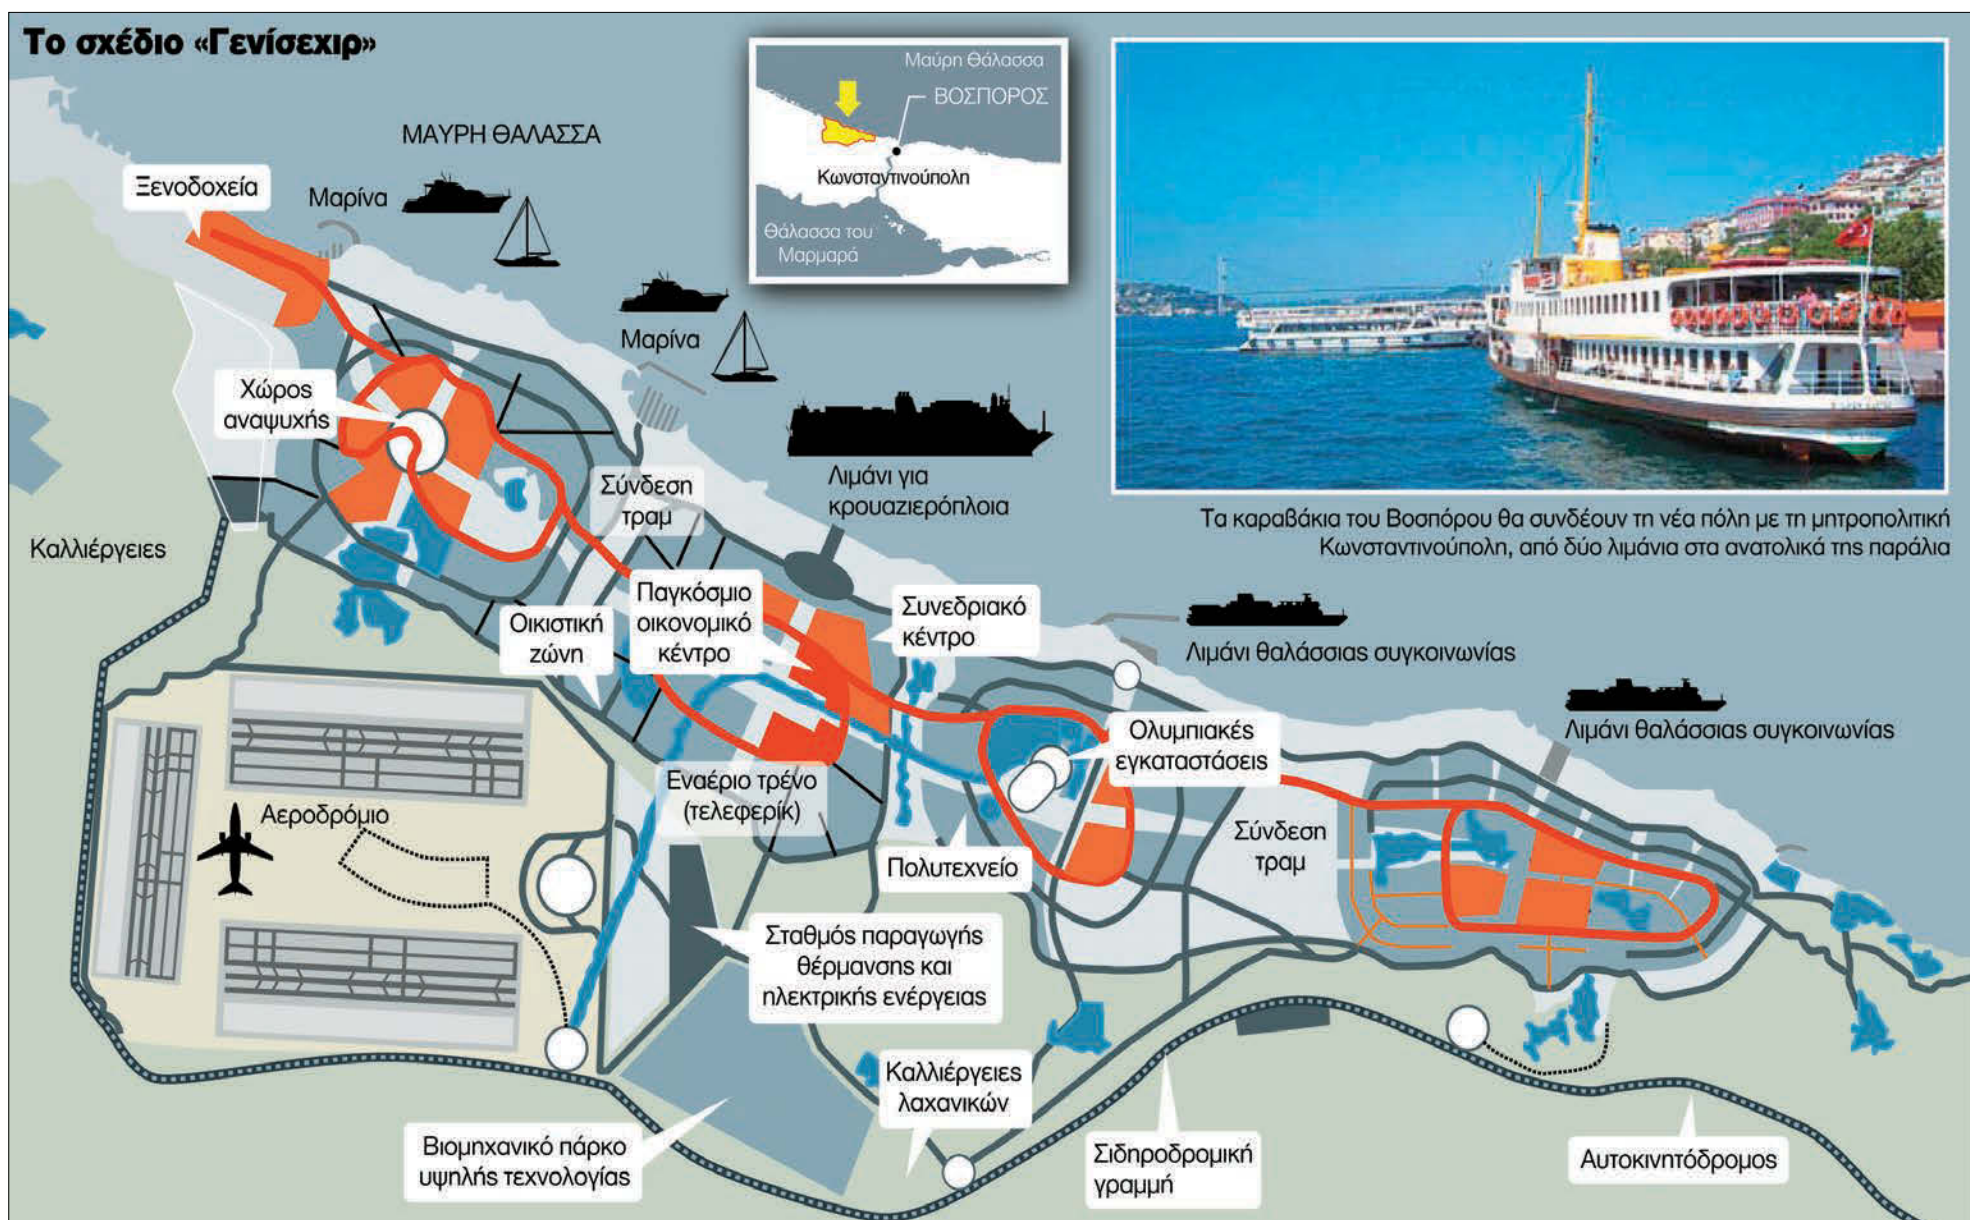 Το σχέδιο «Γενίσεχιρ»
Μαύρη Θάλασσα
ΒΟΣΠΟΡΟΣ
Κωνσταντινούπολη
Θάλασσα του
Μαρμαρά
ΜΑΥΡΗ ΘΑΛΑΣΣΑ
Ξενοδοχεία
Μαρίνα
Μαρίνα
Χώρος
αναψυχής
Λιμάνι για
κρουαζιερόπλοια
Σύνδεση
τραμ
Τα καραβάκια του Βοσπόρου θα συνδέουν τη νέα πόλη με τη μητροπολιτική
Κωνσταντινούπολη, από δύο λιμάνια στα ανατολικά της παράλια
Καλλιέργειες
Παγκόσμιο
οικονομικό
κέντρο
Συνεδριακό
κέντρο
Οικιστική
ζώνη
Λιμάνι θαλάσσιας συγκοινωνίας
Λιμάνι θαλάσσιας συγκοινωνίας
Ολυμπιακές
εγκαταστάσεις
Εναέριο τρένο
(τελεφερίκ)
Αεροδρόμιο
Σύνδεση
τραμ
Πολυτεχνείο
Σταθμός παραγωγής
θέρμανσης και
ηλεκτρικής ενέργειας
Καλλιέργειες
λαχανικών
Βιομηχανικό πάρκο
υψηλής τεχνολογίας
Σιδηροδρομική
γραμμή
Αυτοκινητόδρομος